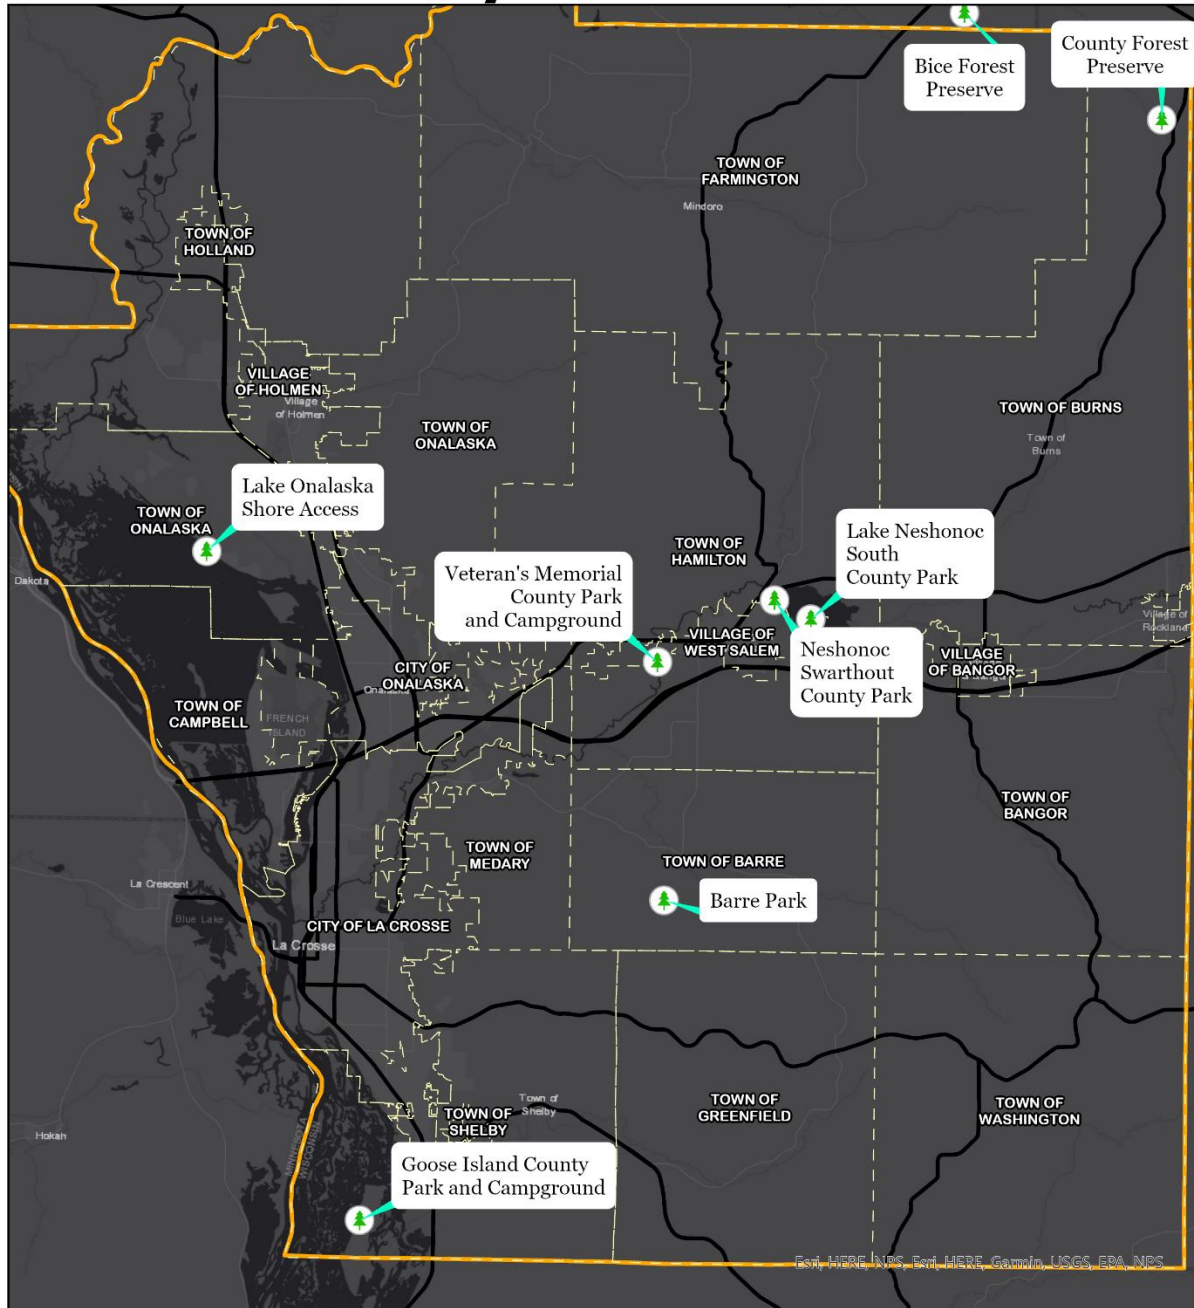 Bice Forest
Preserve
County Forest
Preserve
TOWN OF
FARMINGTON
Mindoro
TOWN OF
HOLLAND
VILLAGE
OF HOLMEN
Village
of Holmen
TOWN OF
ONALASKA
TOWN OF BURNS
Town of
Burns
Lake Onalaska
Shore Access
TOWN OF
ONALASKA
TOWN OF
HAMILTON
Lake Neshonoc
South
County Park
Veteran's Memorial
County Park
and Campground
Dakota
Village of
Rockland
VILLAGE OF
WEST SALEM
Neshonoc
Swarthout
County Park
VILLAGE
OF BANGOR
CITY OF
ONALASKA
TOWN OF
CAMPBELL
FRENCH
ISLAND
TOWN OF
BANGOR
TOWN OF
MEDARY
TOWN OF BARRE
Barre Park
La Crescent
Blue Lake
CITY OF LA CROSSE
La Crosse
TOWN OF
GREENFIELD
TOWN OF
WASHINGTON
Town of
Shelby
TOWN OF
SHELBY
Hokah
MINNESOTA
WISCONSIN
Goose Island County
Park and Campground
Esri, HERE, NPS, Esri, HERE, Garmin, USGS, EPA, NPS